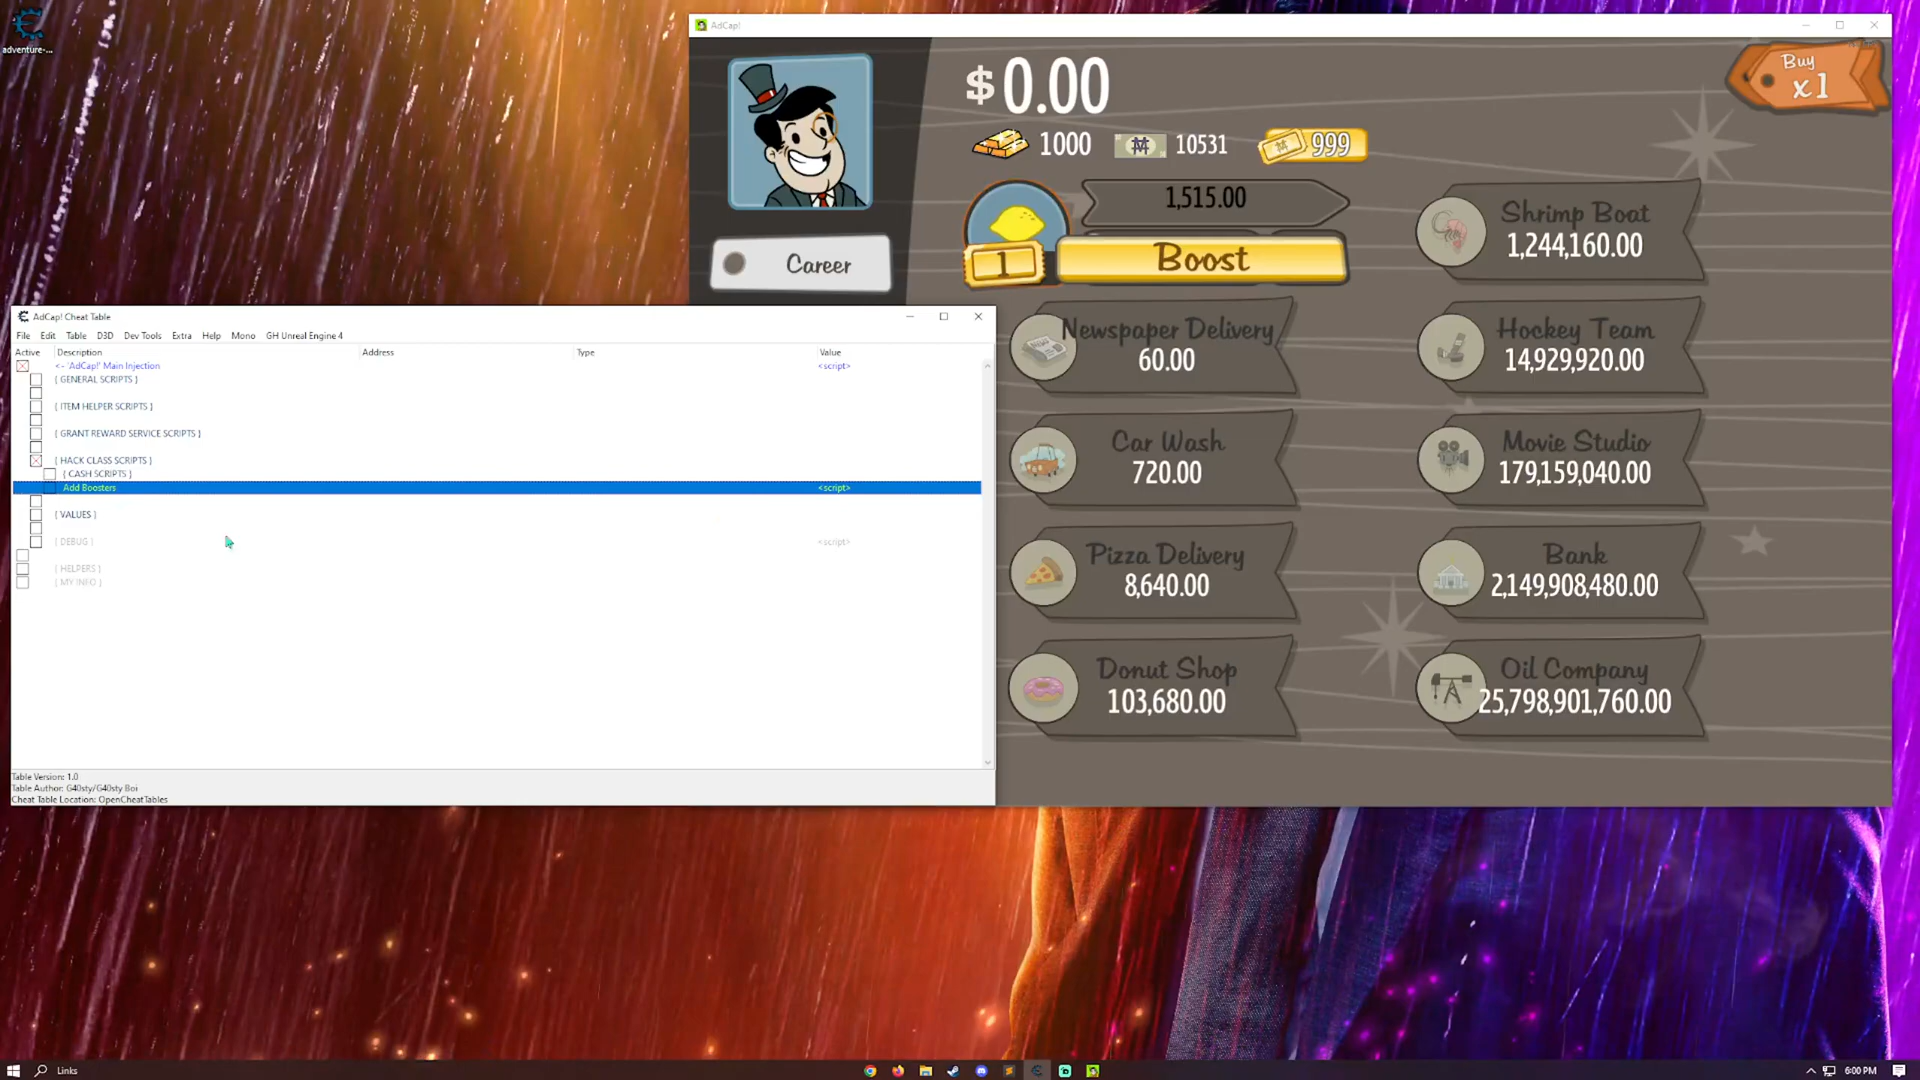 adventure-...
AdCap!
$0.00
1000
10531
999
Buy
x1
Career
1
1,515.00
Boost
Shrimp Boat
1,244,160.00
Newspaper Delivery
60.00
Hockey Team
14,929,920.00
Car Wash
720.00
Movie Studio
179,159,040.00
Pizza Delivery
8,640.00
Bank
2,149,908,480.00
Donut Shop
103,680.00
Oil Company
25,798,901,760.00
AdCap! Cheat Table
File Edit Table D3D Dev Tools Extra Help Mono GH Unreal Engine 4
Active Description Address Type Value
<- 'AdCap!' Main Injection <script>
{ GENERAL SCRIPTS }
{ ITEM HELPER SCRIPTS }
{ GRANT REWARD SERVICE SCRIPTS }
{ HACK CLASS SCRIPTS }
{ CASH SCRIPTS }
Add Boosters <script>
{ VALUES }
{ DEBUG } <script>
{ HELPERS }
{ MY INFO }
Table Version: 1.0
Table Author: G40sty/G40sty Boi
Cheat Table Location: OpenCheatTables
Links
6:00 PM